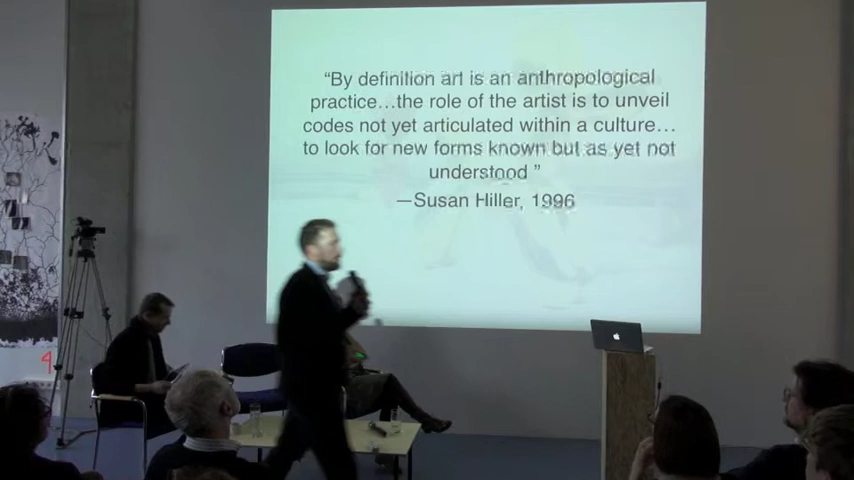 “By definition art is an anthropological
practice…the role of the artist is to unveil
codes not yet articulated within a culture…
to look for new forms known but as yet not
understood ”
—Susan Hiller, 1996
4